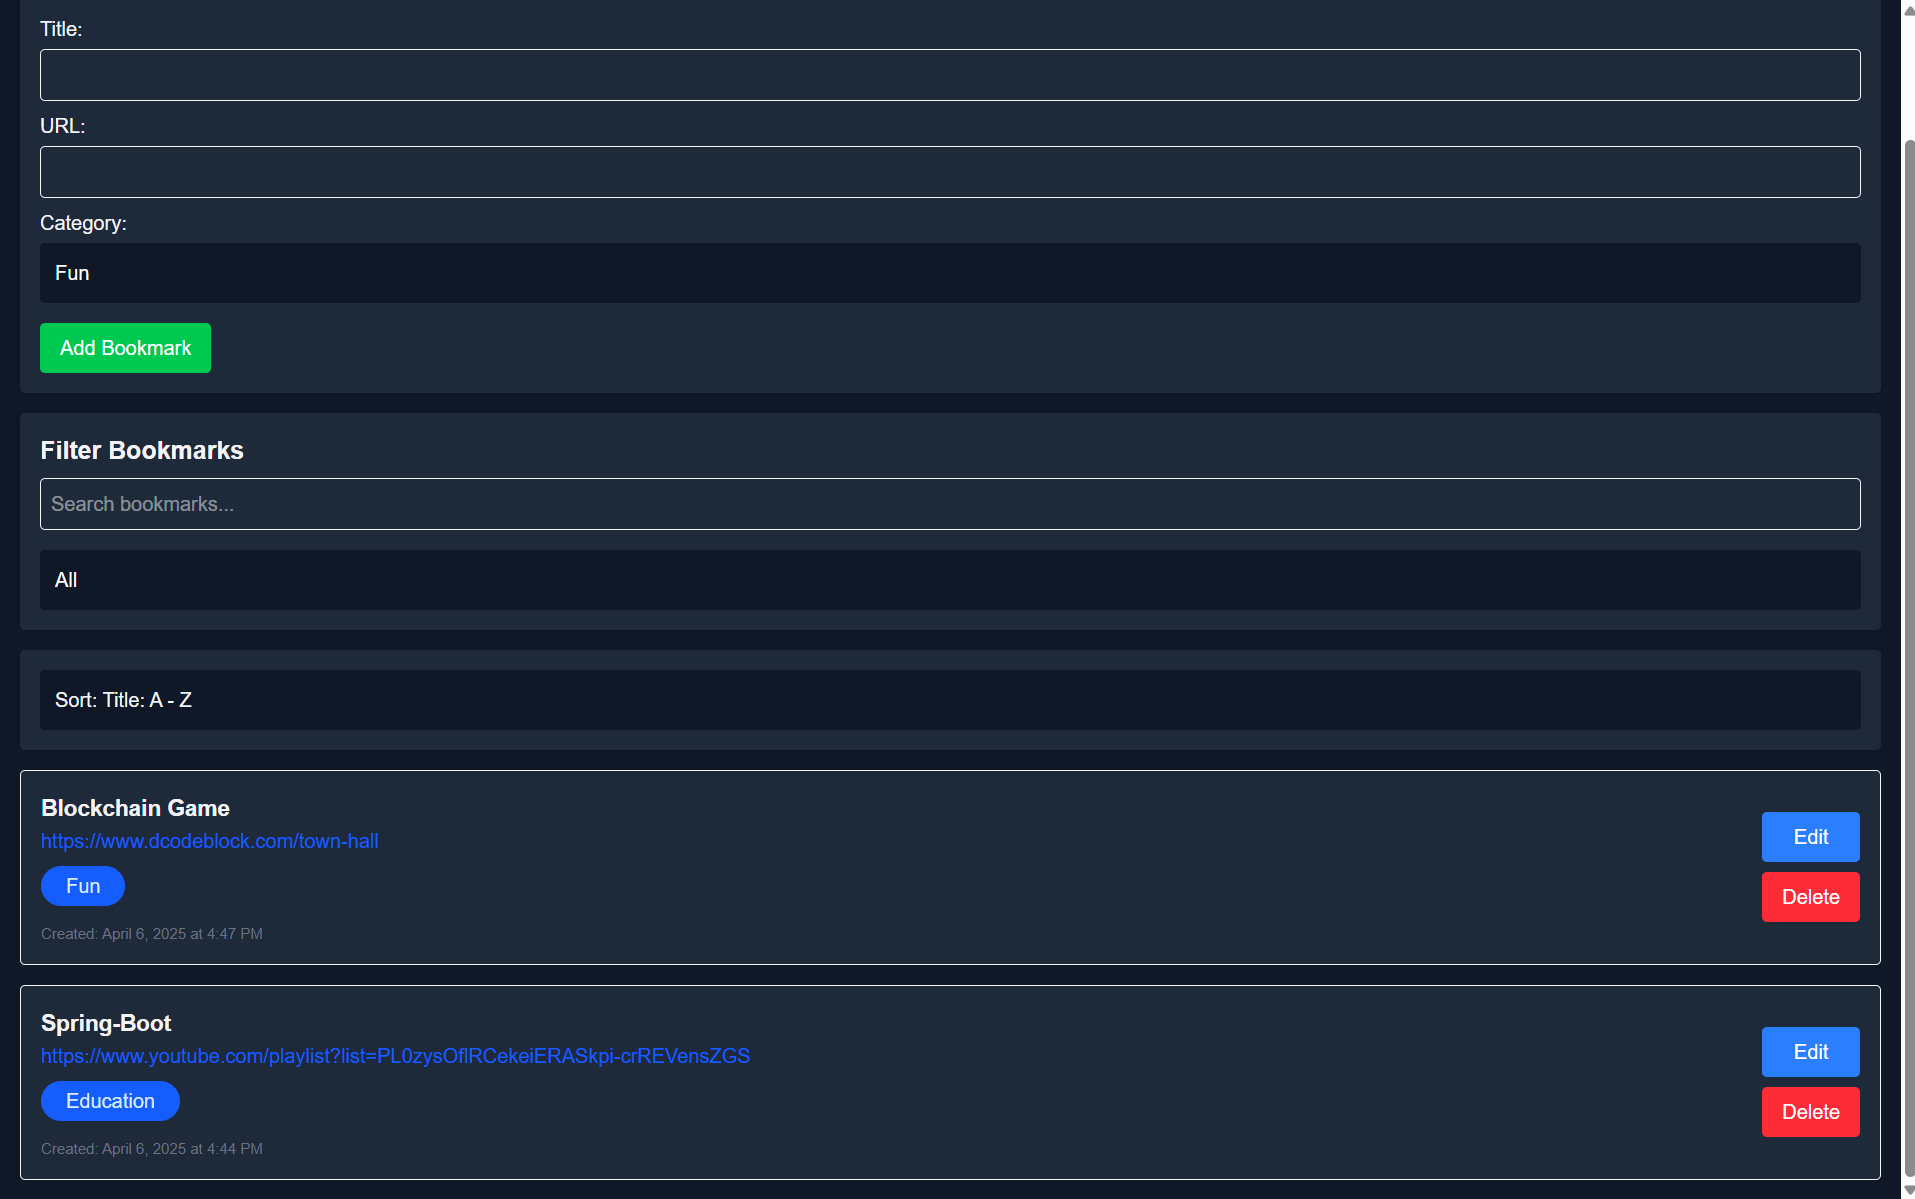 Title:
URL:
Category:
Fun
Add Bookmark
Filter Bookmarks
Search bookmarks...
All
Sort: Title: A - Z
Blockchain Game
https://www.dcodeblock.com/town-hall
Fun
Created: April 6, 2025 at 4:47 PM
Edit
Delete
Spring-Boot
https://www.youtube.com/playlist?list=PL0zysOflRCekeiERASkpi-crREVensZGS
Education
Created: April 6, 2025 at 4:44 PM
Edit
Delete